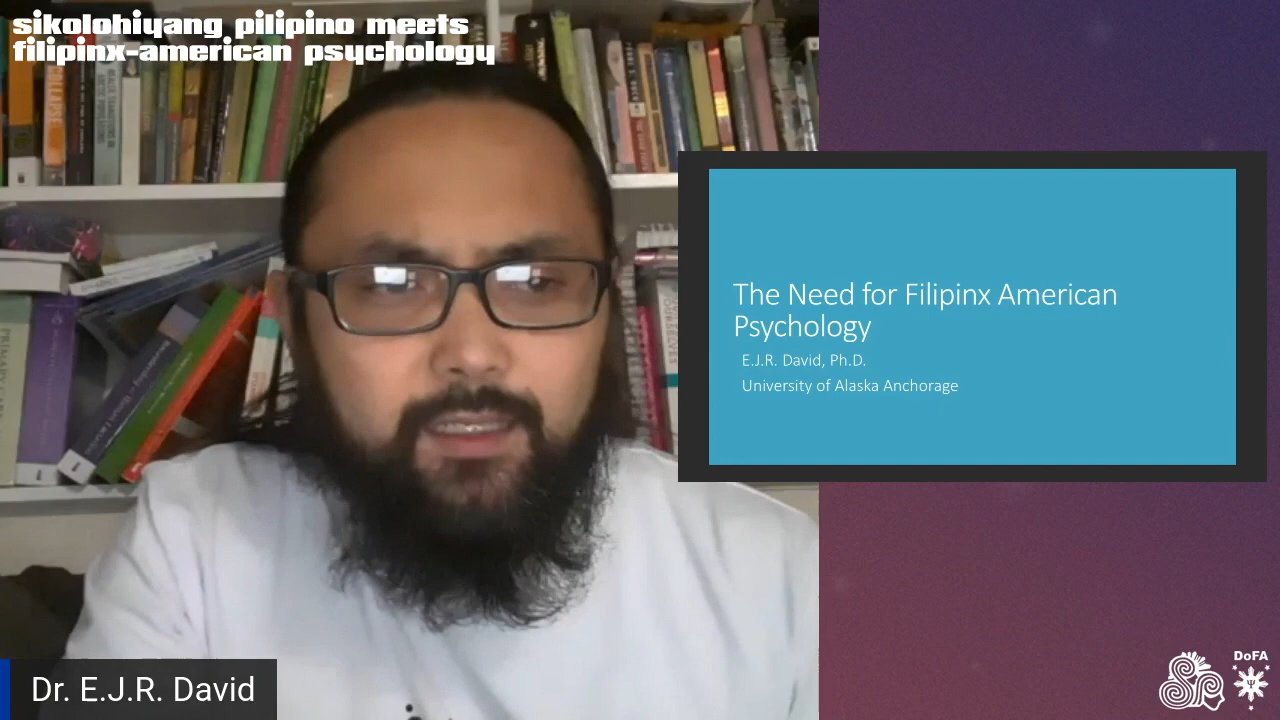 sikolohiyang pilipino meets
filipinx-american psychology
COLLAPSE
The Need for Filipinx American
Psychology
E.J.R. David, Ph.D.
University of Alaska Anchorage
Dr. E.J.R. David
DoFA